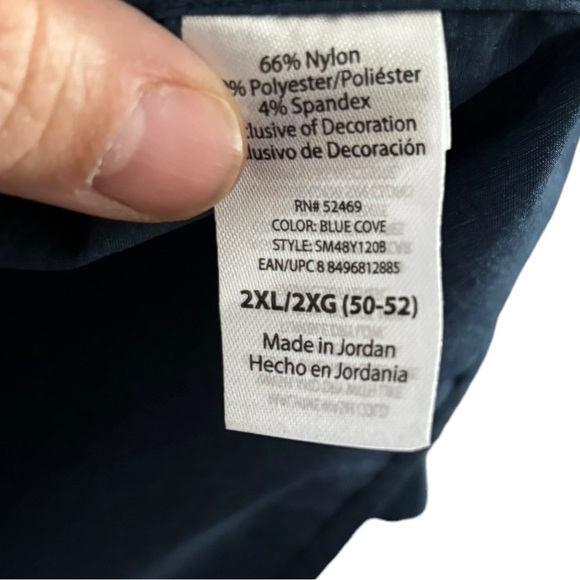 66% Nylon
% Polyester/Poliéster
4% Spandex
clusive of Decoration
lusivo de Decoración
RN# 52469
COLOR: BLUE COVE
STYLE: SM48Y120B
EAN/UPC 8 8496812885
2XL/2XG (50-52)
Made in Jordan
Hecho en Jordania